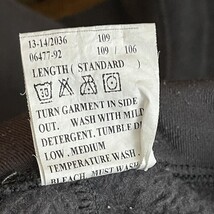 13-14/2036 109
06477-92 109 / 106
LENGTH ( STANDARD )
30
TURN GARMENT IN SIDE
OUT. WASH WITH MILD
DETERGENT. TUMBLE D
LOW . MEDIUM
TEMPERATURE WASH
BLEACH. MUST WASH